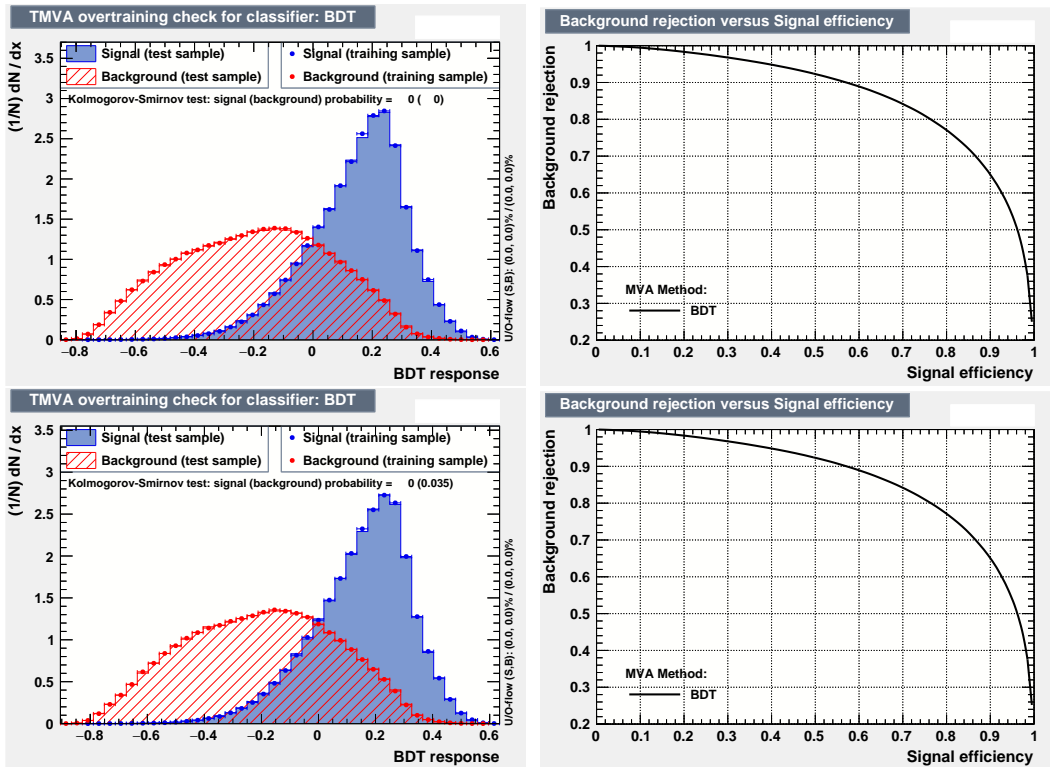 TMVA overtraining check for classifier: BDT
(1/N) dN / dx
3.5
3
2.5
2
1.5
1
0.5
0
Signal (test sample)
Background (test sample)
Signal (training sample)
Background (training sample)
Kolmogorov-Smirnov test: signal (background) probability = 0 ( 0)
U/O-flow (S,B): (0.0, 0.0)% / (0.0, 0.0)%
−0.8 −0.6 −0.4 −0.2 0 0.2 0.4 0.6
BDT response
Background rejection versus Signal efficiency
Background rejection
1
0.9
0.8
0.7
0.6
0.5
0.4
0.3
0.2
MVA Method:
BDT
0 0.1 0.2 0.3 0.4 0.5 0.6 0.7 0.8 0.9 1
Signal efficiency
TMVA overtraining check for classifier: BDT
(1/N) dN / dx
3.5
3
2.5
2
1.5
1
0.5
0
Signal (test sample)
Background (test sample)
Signal (training sample)
Background (training sample)
Kolmogorov-Smirnov test: signal (background) probability = 0 (0.035)
U/O-flow (S,B): (0.0, 0.0)% / (0.0, 0.0)%
−0.8 −0.6 −0.4 −0.2 0 0.2 0.4 0.6
BDT response
Background rejection versus Signal efficiency
Background rejection
1
0.9
0.8
0.7
0.6
0.5
0.4
0.3
0.2
MVA Method:
BDT
0 0.1 0.2 0.3 0.4 0.5 0.6 0.7 0.8 0.9 1
Signal efficiency